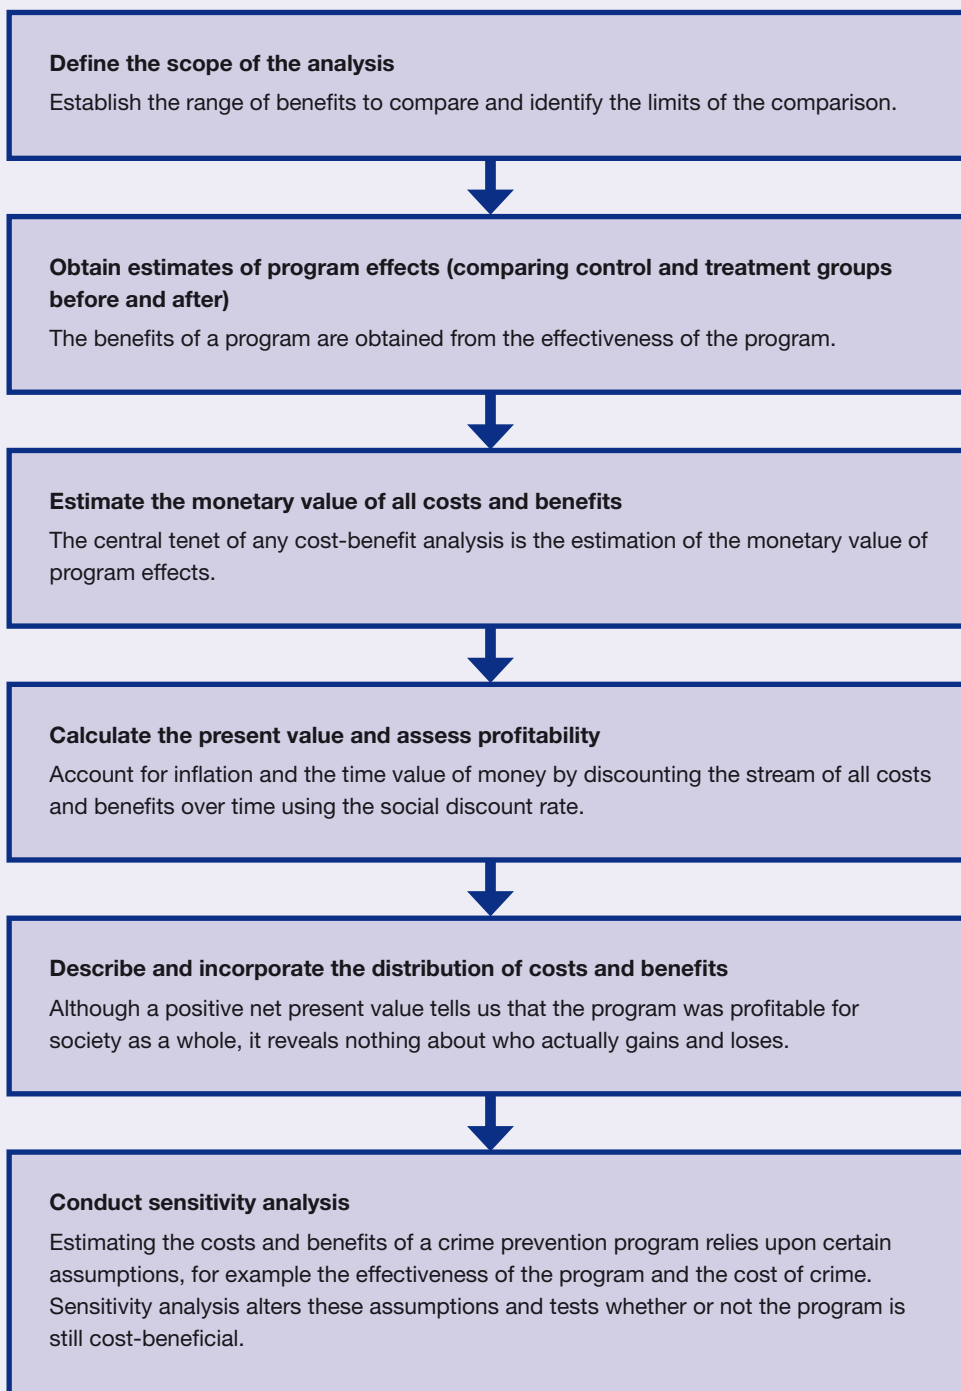 Define the scope of the analysis
Establish the range of benefits to compare and identify the limits of the comparison.
Obtain estimates of program effects (comparing control and treatment groups
before and after)
The benefits of a program are obtained from the effectiveness of the program.
Estimate the monetary value of all costs and benefits
The central tenet of any cost-benefit analysis is the estimation of the monetary value of
program effects.
Calculate the present value and assess profitability
Account for inflation and the time value of money by discounting the stream of all costs
and benefits over time using the social discount rate.
Describe and incorporate the distribution of costs and benefits
Although a positive net present value tells us that the program was profitable for
society as a whole, it reveals nothing about who actually gains and loses.
Conduct sensitivity analysis
Estimating the costs and benefits of a crime prevention program relies upon certain
assumptions, for example the effectiveness of the program and the cost of crime.
Sensitivity analysis alters these assumptions and tests whether or not the program is
still cost-beneficial.